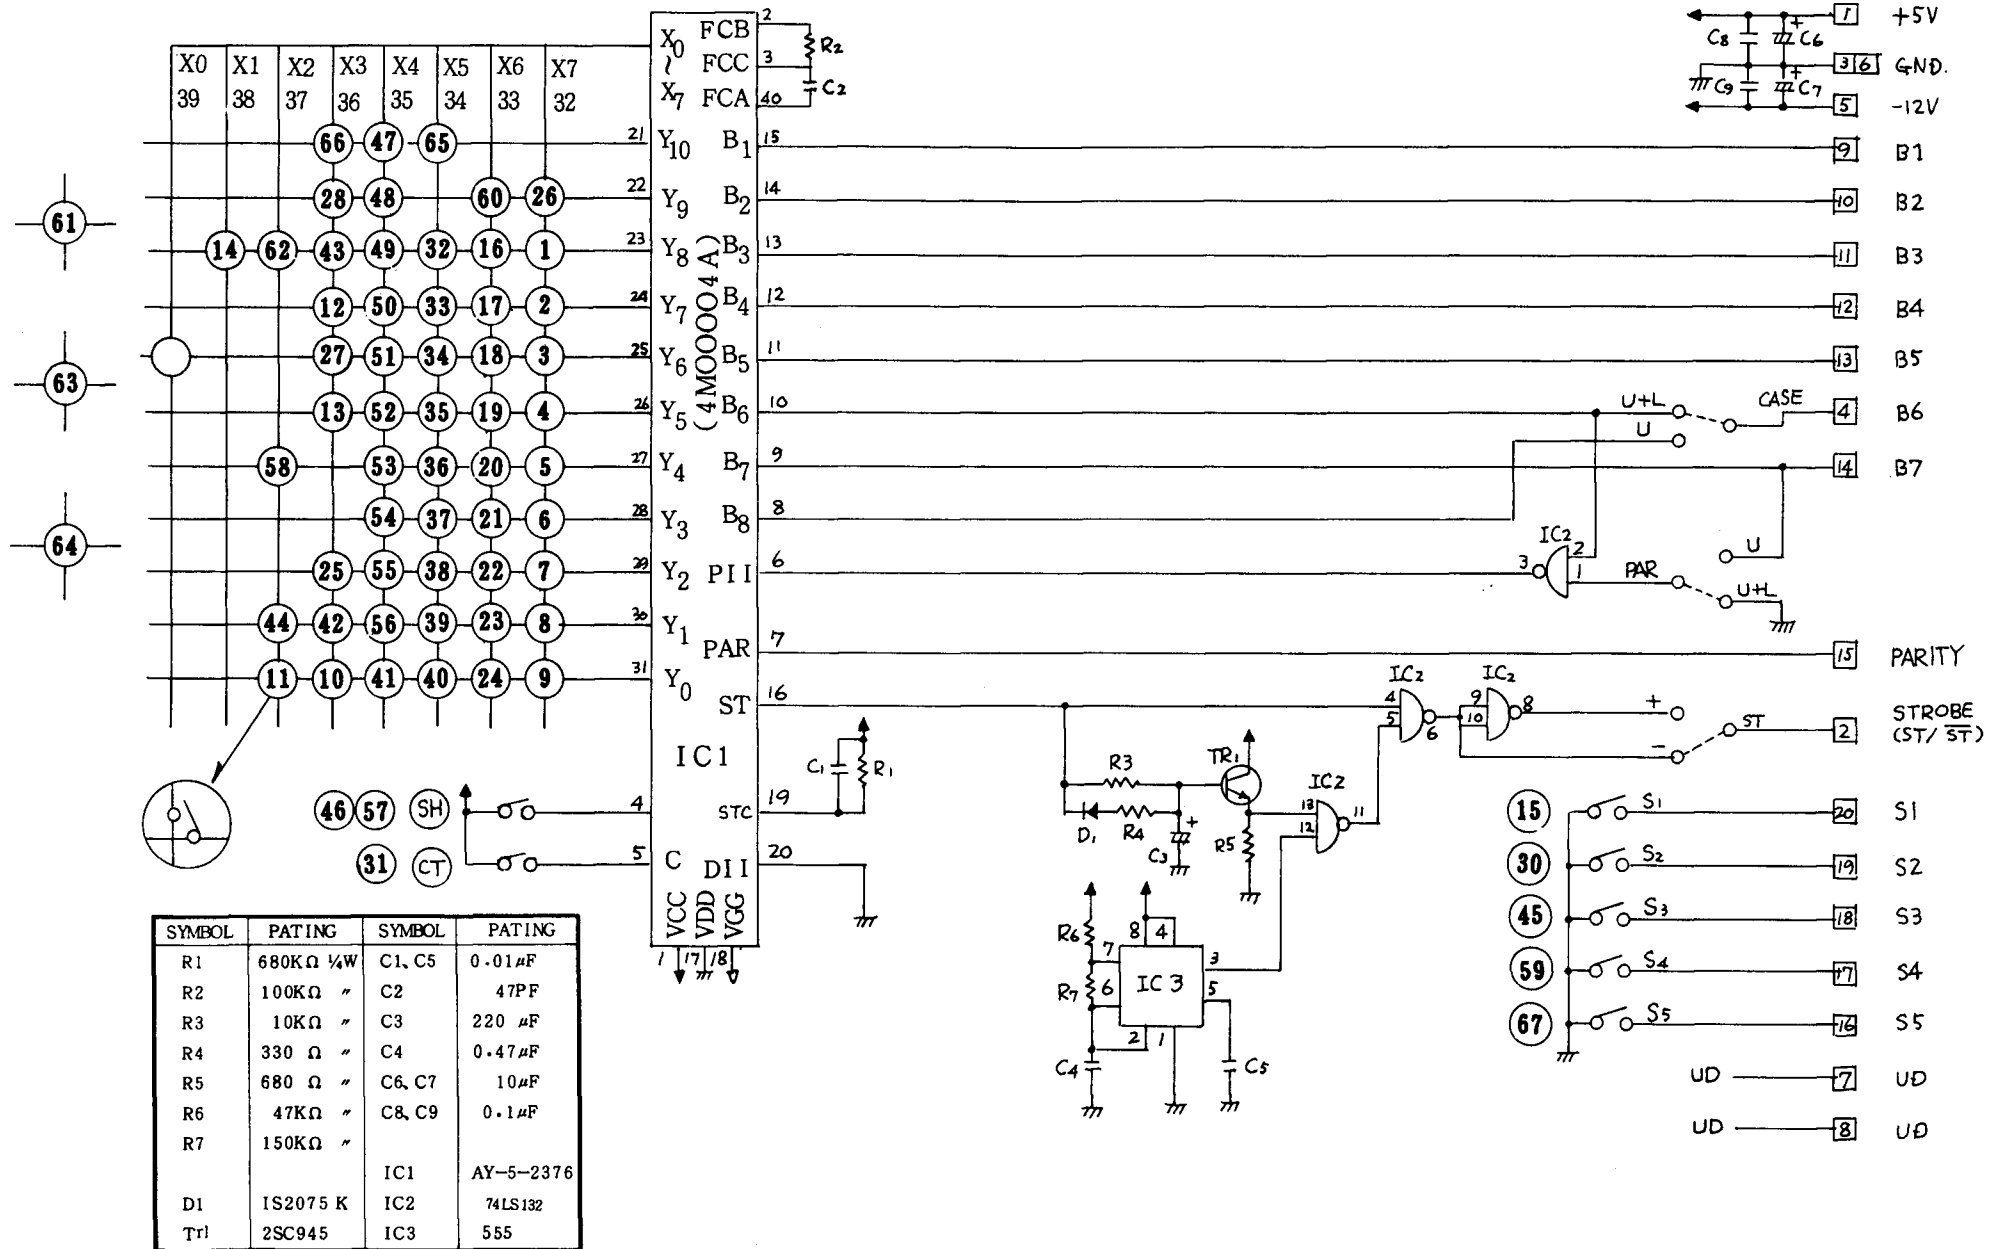 X0 X1 X2 X3 X4 X5 X6 X7
39 38 37 36 35 34 33 32
X0
~
X7
FCB 2
FCC 3
FCA 40
R2
C2
66 47 65 21 Y10 B1 15
28 48 60 26 22 Y9 B2 14
14 62 43 49 32 16 1 23 Y8 B3 13
12 50 33 17 2 24 Y7 B4 12
27 51 34 18 3 25 Y6 B5 11
13 52 35 19 4 26 Y5 B6 10
58 53 36 20 5 27 Y4 B7 9
54 37 21 6 28 Y3 B8 8
25 55 38 22 7 29 Y2 PII 6
44 42 56 39 23 8 30 Y1 PAR 7
11 10 41 40 24 9 31 Y0 ST 16
(4MOOOO4A)
61
63
64
IC1
46 57 SH 4
STC 19
31 CT 5 C DII 20
VCC VDD VGG
1 17 18
C1 R1
1 +5V
C8 C6 +
3 6 GND.
C9 C7 +
5 -12V
9 B1
10 B2
11 B3
12 B4
13 B5
U+L CASE 4 B6
U
14 B7
IC2
3 2
1
PAR
U
U+L
15 PARITY
IC2 IC2
4 5 6
9 10 8
+
ST
-
2 STROBE
(ST/S̅T̅)
R3
D1 R4
C3 +
TR1
R5
IC2
13 12 11
R6
R7
7 6 8 4 3 5 2 1
IC3
C4
C5
15 S1 20 S1
30 S2 19 S2
45 S3 18 S3
59 S4 17 S4
67 S5 16 S5
UD 7 UD
UD 8 UD
SYMBOL PATING SYMBOL PATING
R1 680KΩ ¼W C1、C5 0.01μF
R2 100KΩ 〃 C2 47PF
R3 10KΩ 〃 C3 220 μF
R4 330 Ω 〃 C4 0.47μF
R5 680 Ω 〃 C6、C7 10μF
R6 47KΩ 〃 C8、C9 0.1μF
R7 150KΩ 〃
IC1 AY-5-2376
D1 IS2075 K IC2 74LS132
Tr1 2SC945 IC3 555